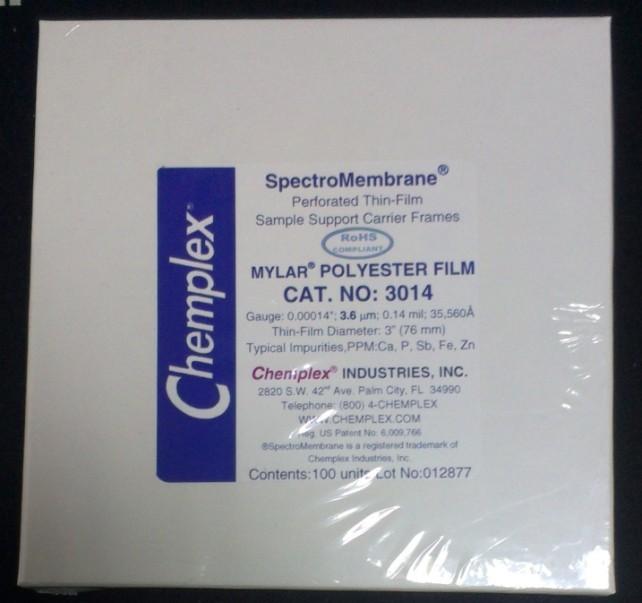 Chemplex®
SpectroMembrane®
Perforated Thin-Film
Sample Support Carrier Frames
RoHS
COMPLIANT
MYLAR® POLYESTER FILM
CAT. NO: 3014
Gauge: 0.00014"; 3.6 µm; 0.14 mil; 35,560Å
Thin-Film Diameter: 3" (76 mm)
Typical Impurities,PPM:Ca, P, Sb, Fe, Zn
Chemplex® INDUSTRIES, INC.
2820 S.W. 42nd Ave. Palm City, FL 34990
Telephone: (800) 4-CHEMPLEX
WWW.CHEMPLEX.COM
Reg. US Patent No: 6,009,766
®SpectroMembrane is a registered trademark of
Chemplex Industries, Inc.
Contents:100 units Lot No:012877